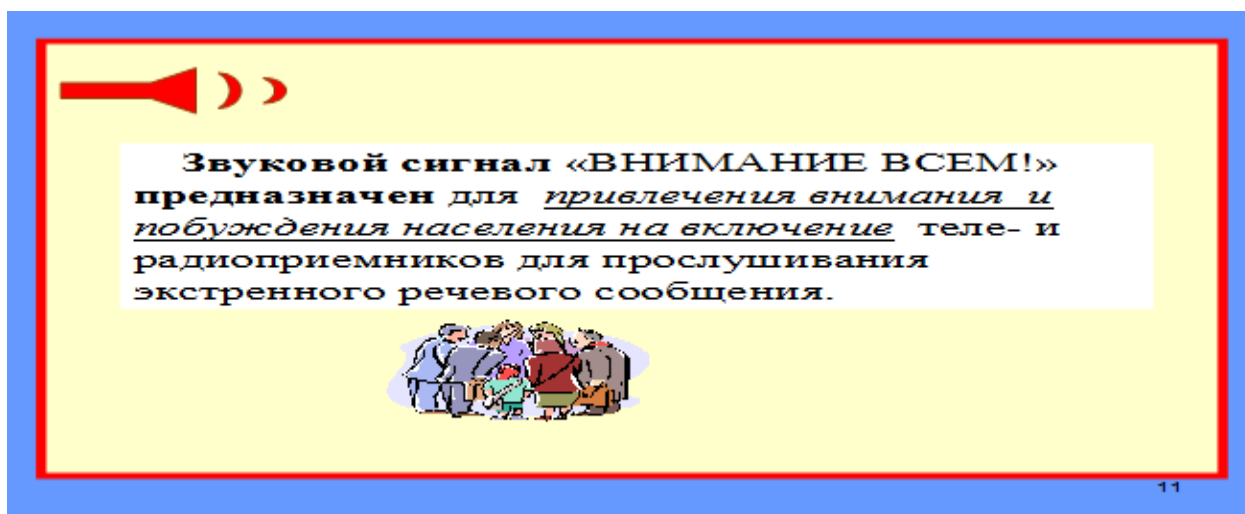 Звуковой сигнал «ВНИМАНИЕ ВСЕМ!»
предназначен для привлечения внимания и
побуждения населения на включение теле- и
радиоприемников для прослушивания
экстренного речевого сообщения.
11